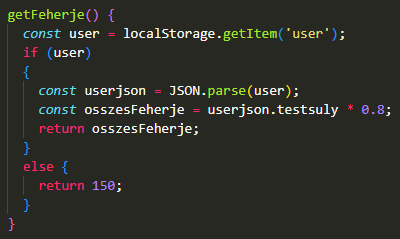 getFeherje() {
  const user = localStorage.getItem('user');
  if (user)
  {
    const userjson = JSON.parse(user);
    const osszesFeherje = userjson.testsuly * 0.8;
    return osszesFeherje;
  }
  else {
    return 150;
  }
}